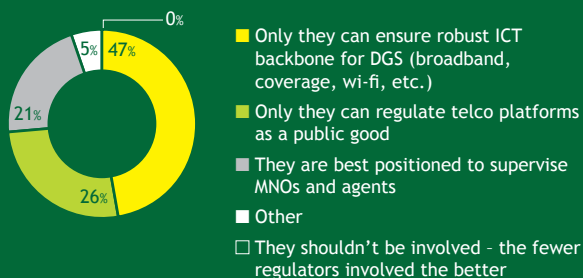 0%
5%
47%
21%
26%
Only they can ensure robust ICT
backbone for DGS (broadband,
coverage, wi-fi, etc.)
Only they can regulate telco platforms
as a public good
They are best positioned to supervise
MNOs and agents
Other
They shouldn't be involved – the fewer
regulators involved the better